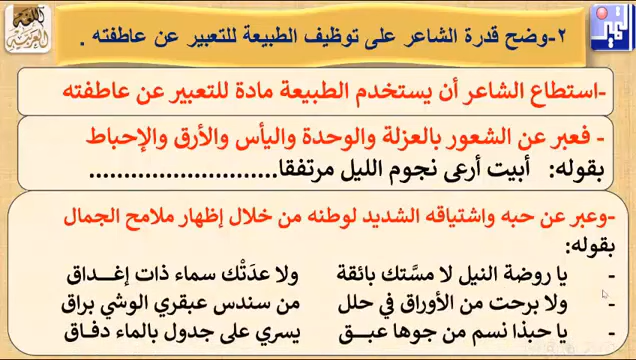 اللغة العربية
٢-وضح قدرة الشاعر على توظيف الطبيعة للتعبير عن عاطفته .
-استطاع الشاعر أن يستخدم الطبيعة مادة للتعبير عن عاطفته
- فعبر عن الشعور بالعزلة والوحدة واليأس والأرق والإحباط
بقوله: أبيت أرعى نجوم الليل مرتفقا............................
-وعبر عن حبه واشتياقه الشديد لوطنه من خلال إظهار ملامح الجمال
بقوله:
- يا روضة النيل لا مسَّتك بائقة ولا عدَتْك سماء ذات إغـداق
- ولا برحت من الأوراق في حلل من سندس عبقري الوشي براق
- يا حبذا نسم من جوها عبـق يسري على جدول بالماء دفـاق